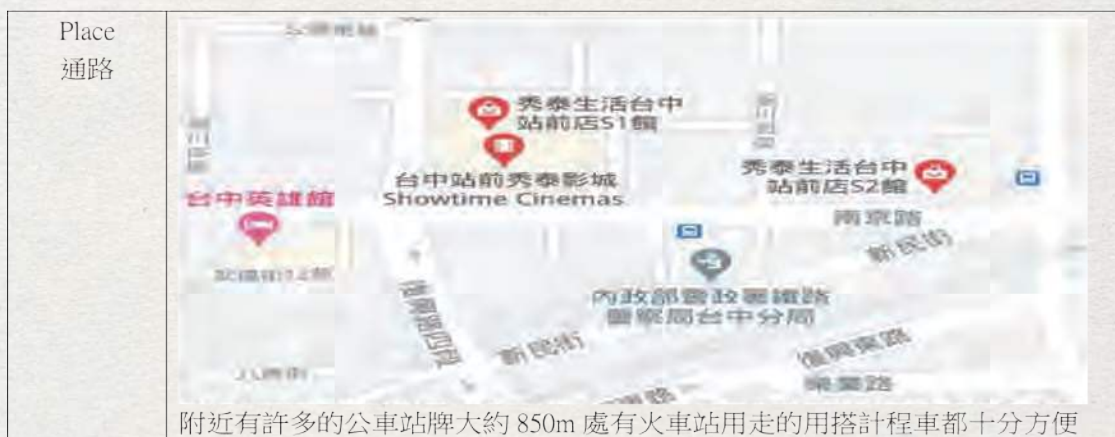 Place
通路
秀泰生活台中
站前店S1館
台中站前秀泰影城
Showtime Cinemas
秀泰生活台中
站前店S2館
台中英雄館
南京路
新民街
內政部警政署鐵路
警察局台中分局
新民街
復興東路
樂業路
附近有許多的公車站牌大約 850m 處有火車站用走的用搭計程車都十分方便